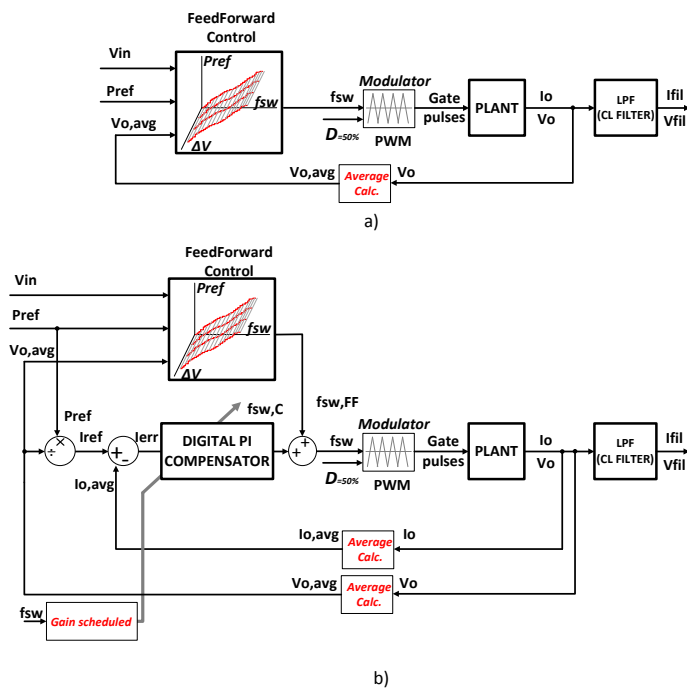 FeedForward
Control
Vin
Pref
Pref
Vo,avg
fsw
ΔV
fsw
Modulator
D=50%
PWM
Gate
pulses
PLANT
Io
Vo
LPF
(CL FILTER)
Ifil
Vfil
Vo,avg
Average
Calc.
Vo
a)
FeedForward
Control
Vin
Pref
Pref
Vo,avg
fsw
ΔV
fsw,C
fsw,FF
Pref
×
÷
Iref
+
-
Ierr
DIGITAL PI
COMPENSATOR
+
+
fsw
Modulator
D=50%
PWM
Gate
pulses
PLANT
Io
Vo
LPF
(CL FILTER)
Ifil
Vfil
Io,avg
Io,avg
Average
Calc.
Io
Vo,avg
Average
Calc.
Vo
fsw
Gain scheduled
b)